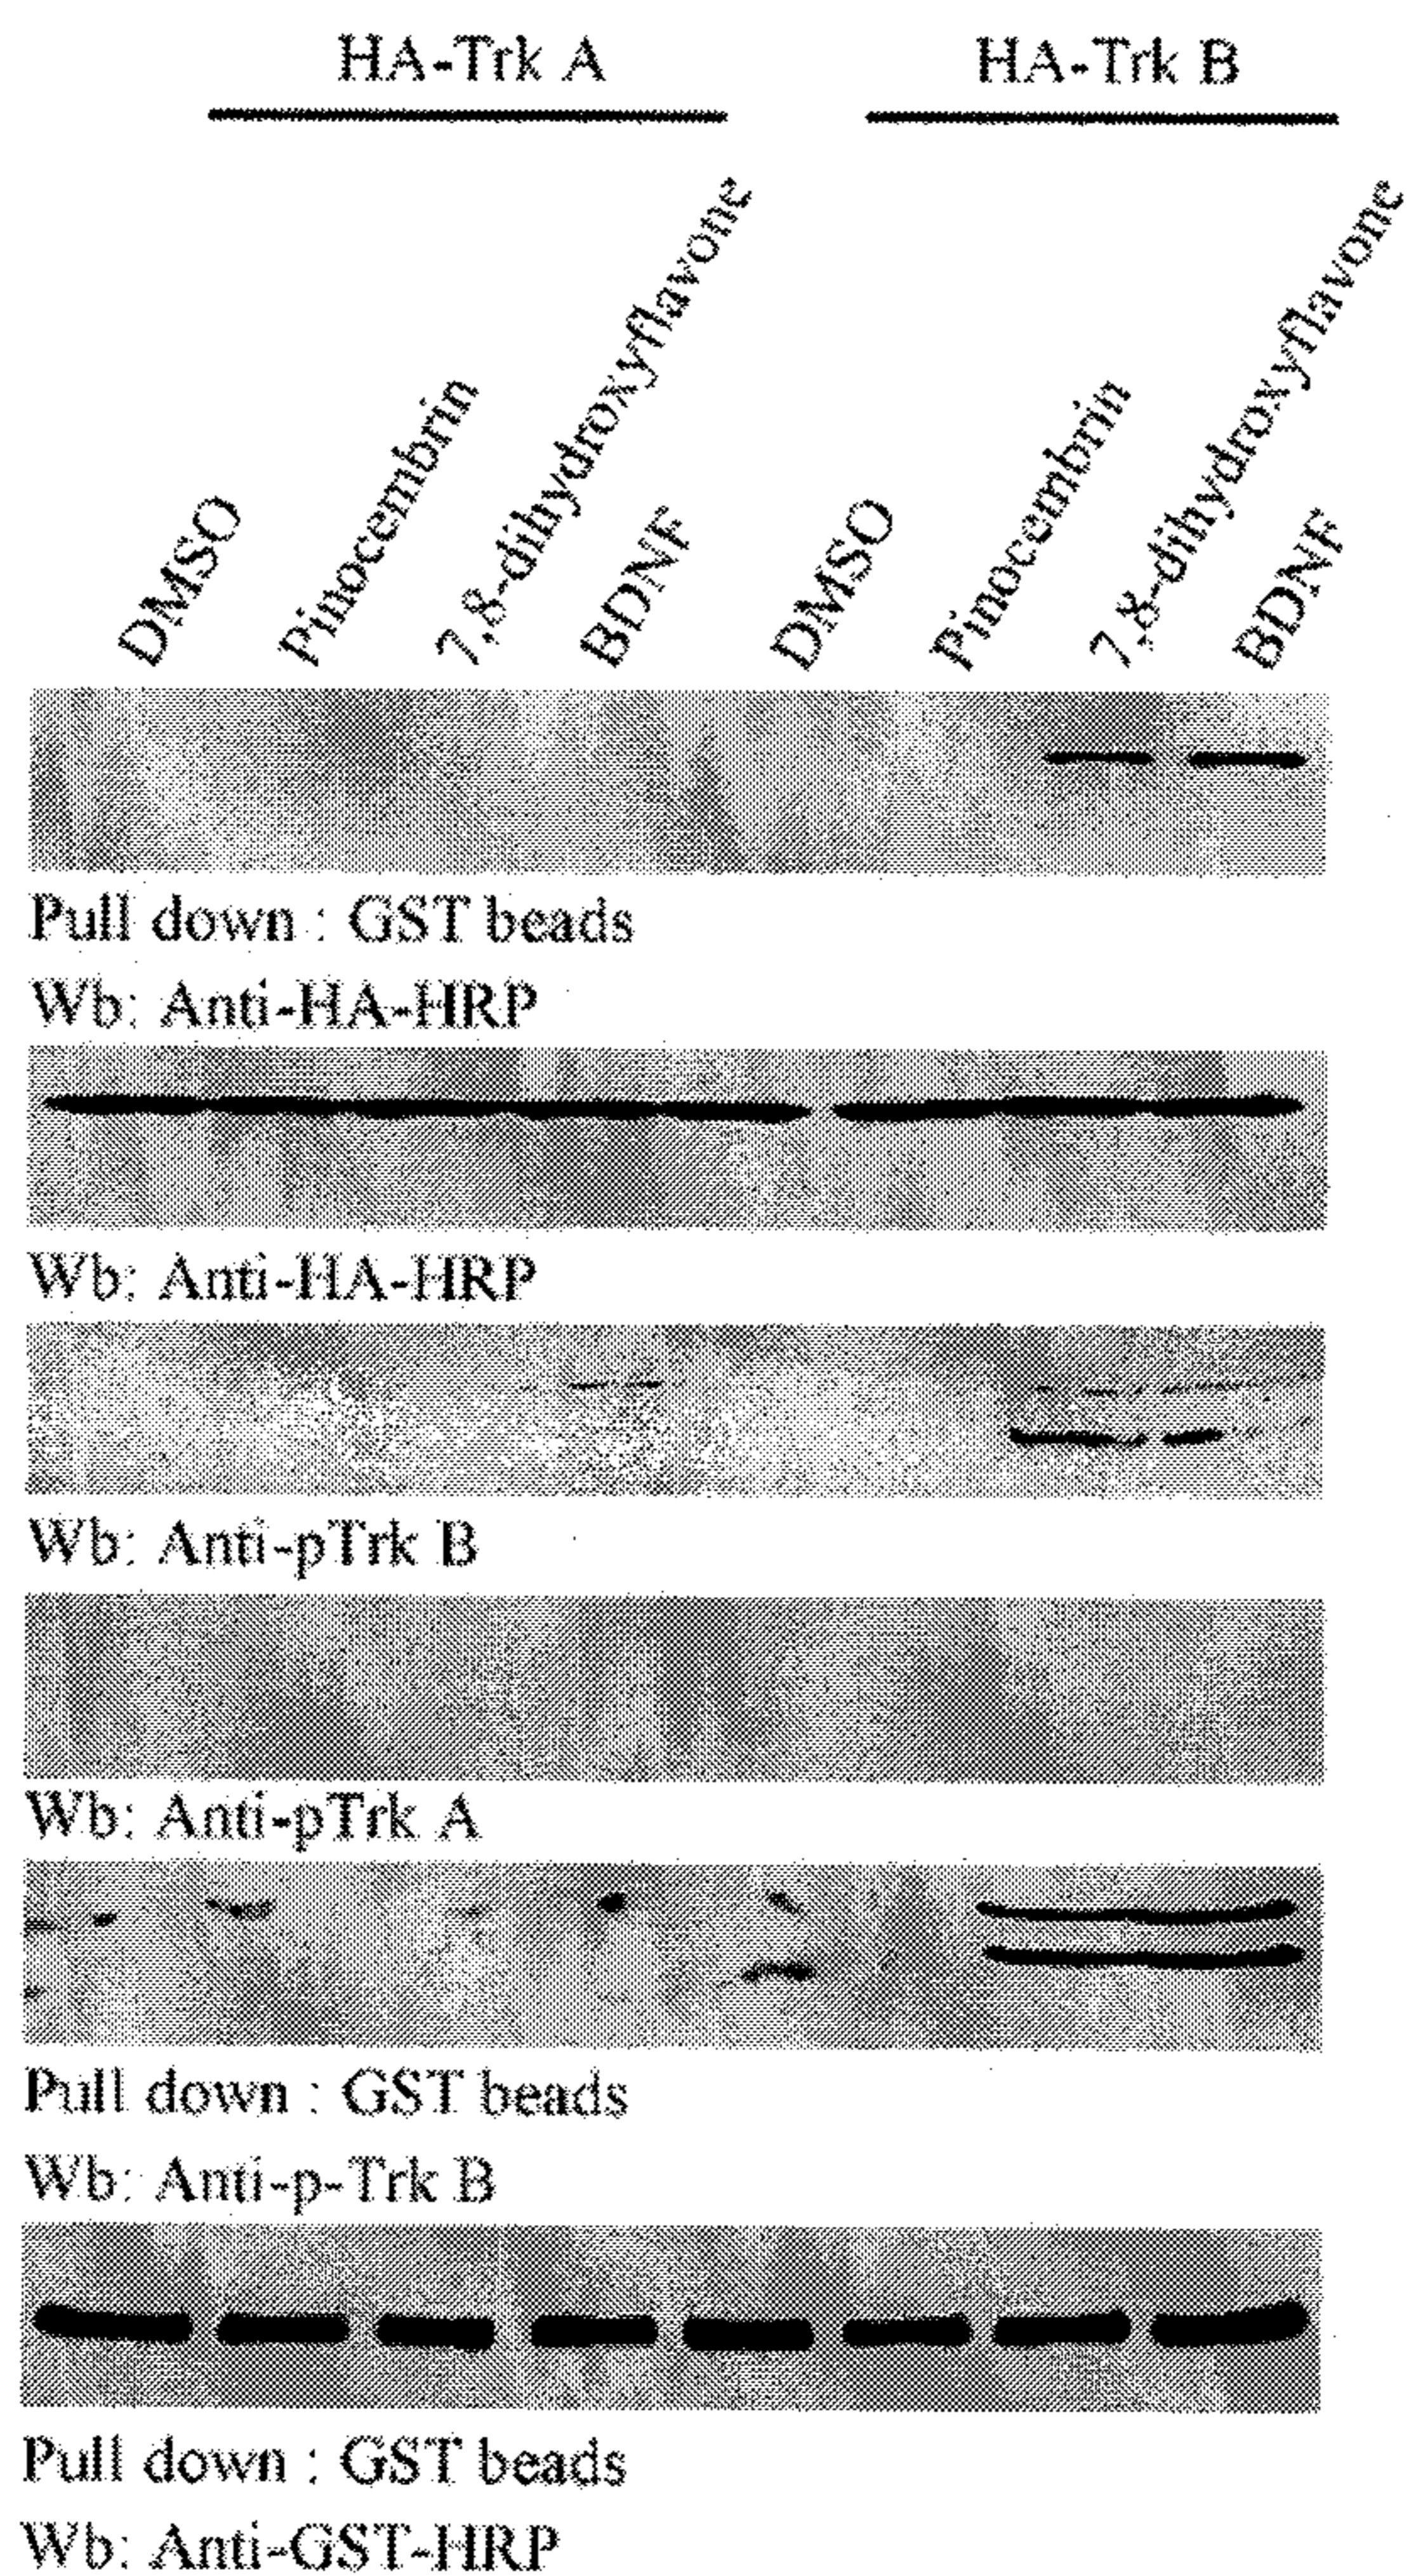 HA-Trk A
HA-Trk B
DMSO
Pinocembrin
7,8-dihydroxyflavone
BDNF
DMSO
Pinocembrin
7,8-dihydroxyflavone
BDNF
Pull down : GST beads
Wb: Anti-HA-HRP
Wb: Anti-HA-HRP
Wb: Anti-pTrk B
Wb: Anti-pTrk A
Pull down : GST beads
Wb: Anti-p-Trk B
Pull down : GST beads
Wb: Anti-GST-HRP